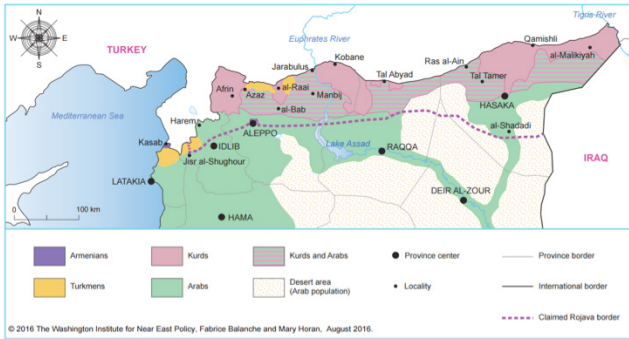 N
W
E
S
TURKEY
Tigris River
Euphrates River
Qamishli
Kobane
Ras al-Ain
al-Malikiyah
Jarabulus
Tal Abyad
Tal Tamer
Afrin
Azaz
al-Raai
Manbij
HASAKA
Mediterranean Sea
Harem
al-Bab
al-Shadadi
Kasab
ALEPPO
IDLIB
Lake Assad
RAQQA
IRAQ
Jisr al-Shughour
LATAKIA
DEIR AL-ZOUR
0
100 km
HAMA
Armenians
Kurds
Kurds and Arabs
Province center
Province border
Turkmens
Arabs
Desert area
(Arab population)
Locality
International border
Claimed Rojava border
© 2016 The Washington Institute for Near East Policy, Fabrice Balanche and Mary Horan, August 2016.